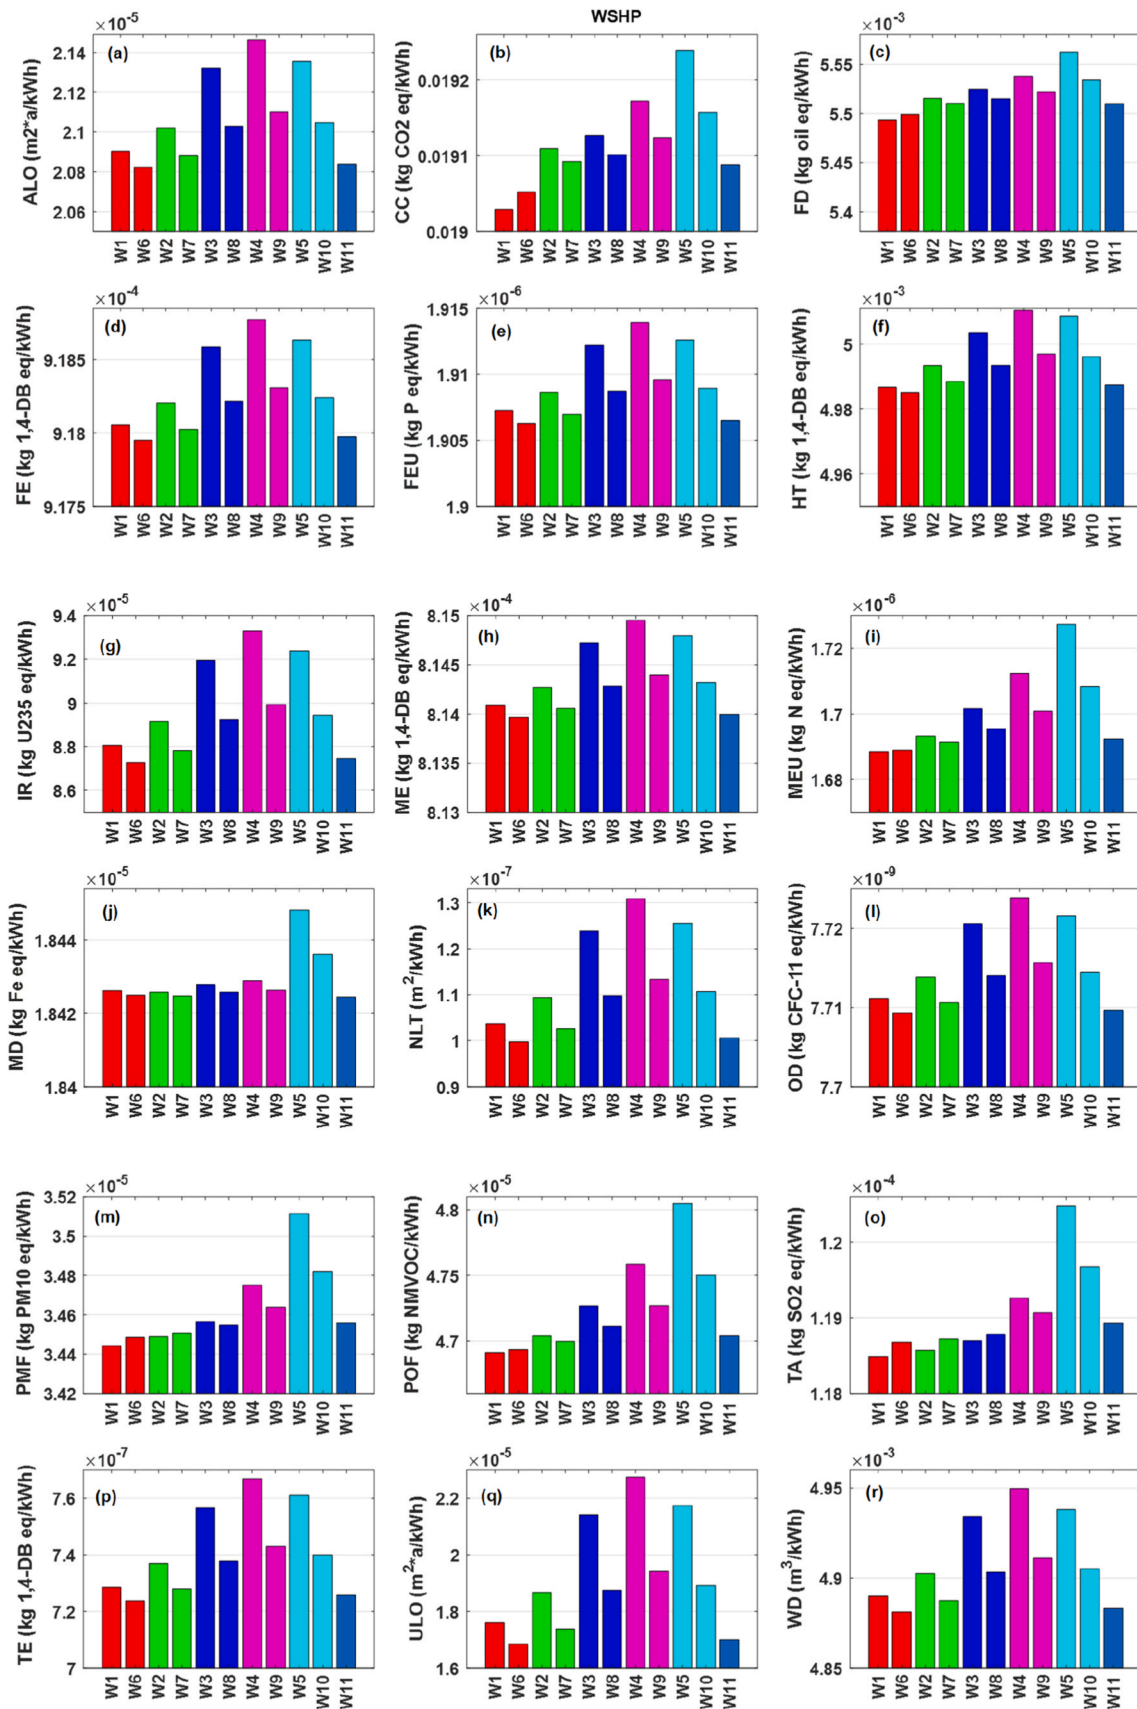 WSHP
×10-5
(a)
2.14
2.12
2.1
2.08
2.06
ALO (m2*a/kWh)
W1 W6 W2 W7 W3 W8 W4 W9 W5 W10 W11
(b)
0.0192
0.0191
0.019
CC (kg CO2 eq/kWh)
W1 W6 W2 W7 W3 W8 W4 W9 W5 W10 W11
×10-3
(c)
5.55
5.5
5.45
5.4
FD (kg oil eq/kWh)
W1 W6 W2 W7 W3 W8 W4 W9 W5 W10 W11
×10-4
(d)
9.185
9.18
9.175
FE (kg 1,4-DB eq/kWh)
W1 W6 W2 W7 W3 W8 W4 W9 W5 W10 W11
×10-6
(e)
1.915
1.91
1.905
1.9
FEU (kg P eq/kWh)
W1 W6 W2 W7 W3 W8 W4 W9 W5 W10 W11
×10-3
(f)
5
4.98
4.96
HT (kg 1,4-DB eq/kWh)
W1 W6 W2 W7 W3 W8 W4 W9 W5 W10 W11
×10-5
(g)
9.4
9.2
9
8.8
8.6
IR (kg U235 eq/kWh)
W1 W6 W2 W7 W3 W8 W4 W9 W5 W10 W11
×10-4
(h)
8.15
8.145
8.14
8.135
8.13
ME (kg 1,4-DB eq/kWh)
W1 W6 W2 W7 W3 W8 W4 W9 W5 W10 W11
×10-6
(i)
1.72
1.7
1.68
MEU (kg N eq/kWh)
W1 W6 W2 W7 W3 W8 W4 W9 W5 W10 W11
×10-5
(j)
1.844
1.842
1.84
MD (kg Fe eq/kWh)
W1 W6 W2 W7 W3 W8 W4 W9 W5 W10 W11
×10-7
(k)
1.3
1.2
1.1
1
0.9
NLT (m2/kWh)
W1 W6 W2 W7 W3 W8 W4 W9 W5 W10 W11
×10-9
(l)
7.72
7.71
7.7
OD (kg CFC-11 eq/kWh)
W1 W6 W2 W7 W3 W8 W4 W9 W5 W10 W11
×10-5
(m)
3.52
3.5
3.48
3.46
3.44
3.42
PMF (kg PM10 eq/kWh)
W1 W6 W2 W7 W3 W8 W4 W9 W5 W10 W11
×10-5
(n)
4.8
4.75
4.7
POF (kg NMVOC/kWh)
W1 W6 W2 W7 W3 W8 W4 W9 W5 W10 W11
×10-4
(o)
1.2
1.19
1.18
TA (kg SO2 eq/kWh)
W1 W6 W2 W7 W3 W8 W4 W9 W5 W10 W11
×10-7
(p)
7.6
7.4
7.2
7
TE (kg 1,4-DB eq/kWh)
W1 W6 W2 W7 W3 W8 W4 W9 W5 W10 W11
×10-5
(q)
2.2
2
1.8
1.6
ULO (m2*a/kWh)
W1 W6 W2 W7 W3 W8 W4 W9 W5 W10 W11
×10-3
(r)
4.95
4.9
4.85
WD (m3/kWh)
W1 W6 W2 W7 W3 W8 W4 W9 W5 W10 W11